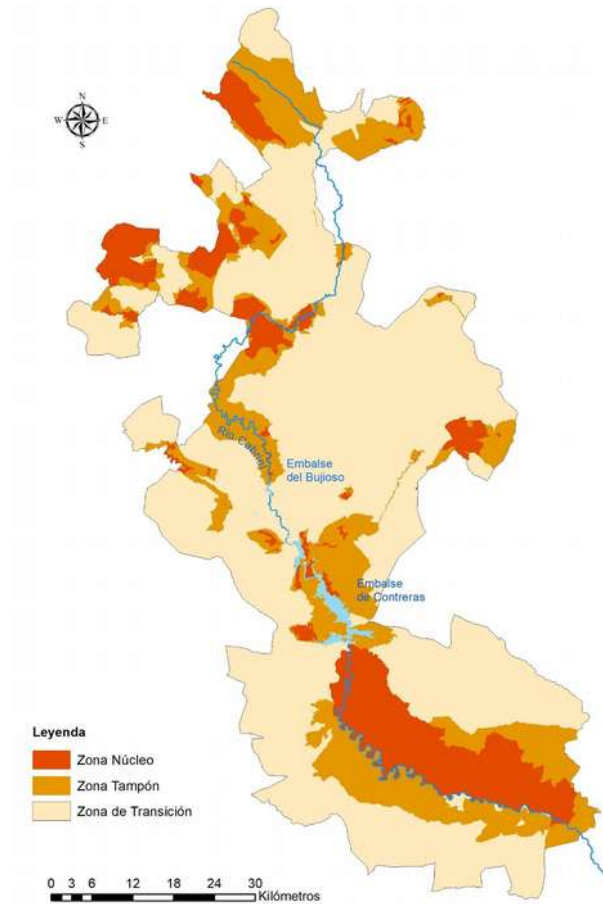 N
W E
S
Río Cabriel
Embalse
del Bujioso
Embalse
de Contreras
Leyenda
Zona Núcleo
Zona Tampón
Zona de Transición
0 3 6 12 18 24 30
Kilómetros